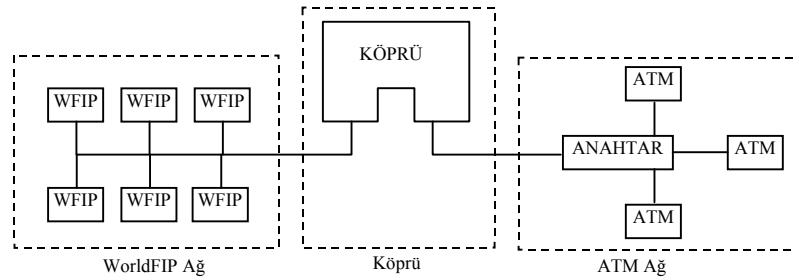 KÖPRÜ
WFIP WFIP WFIP
WFIP WFIP WFIP
ATM
ANAHTAR ATM
ATM
WorldFIP Ağ
Köprü
ATM Ağ